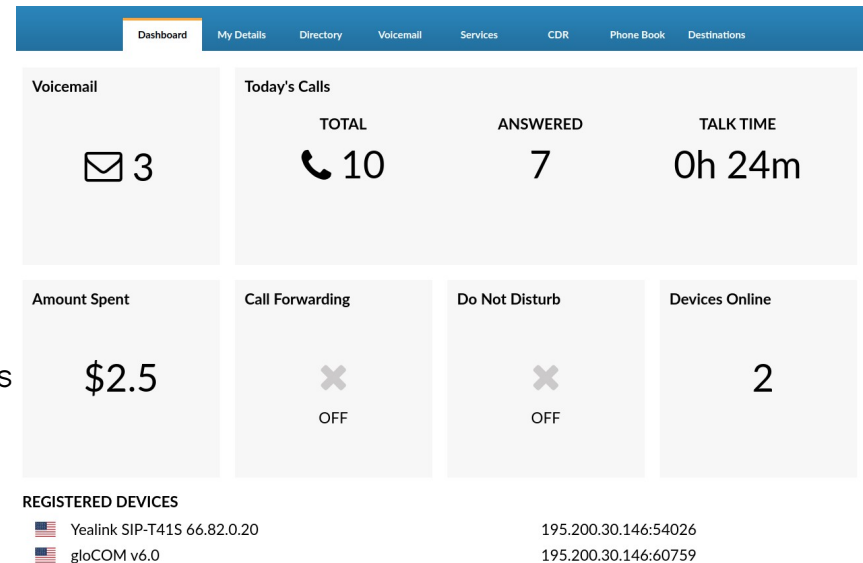 Dashboard My Details Directory Voicemail Services CDR Phone Book Destinations
Voicemail Today's Calls
TOTAL ANSWERED TALK TIME
3 10 7 0h 24m
Amount Spent Call Forwarding Do Not Disturb Devices Online
s $2.5 2
OFF OFF
REGISTERED DEVICES
Yealink SIP-T41S 66.82.0.20 195.200.30.146:54026
gloCOM v6.0 195.200.30.146:60759